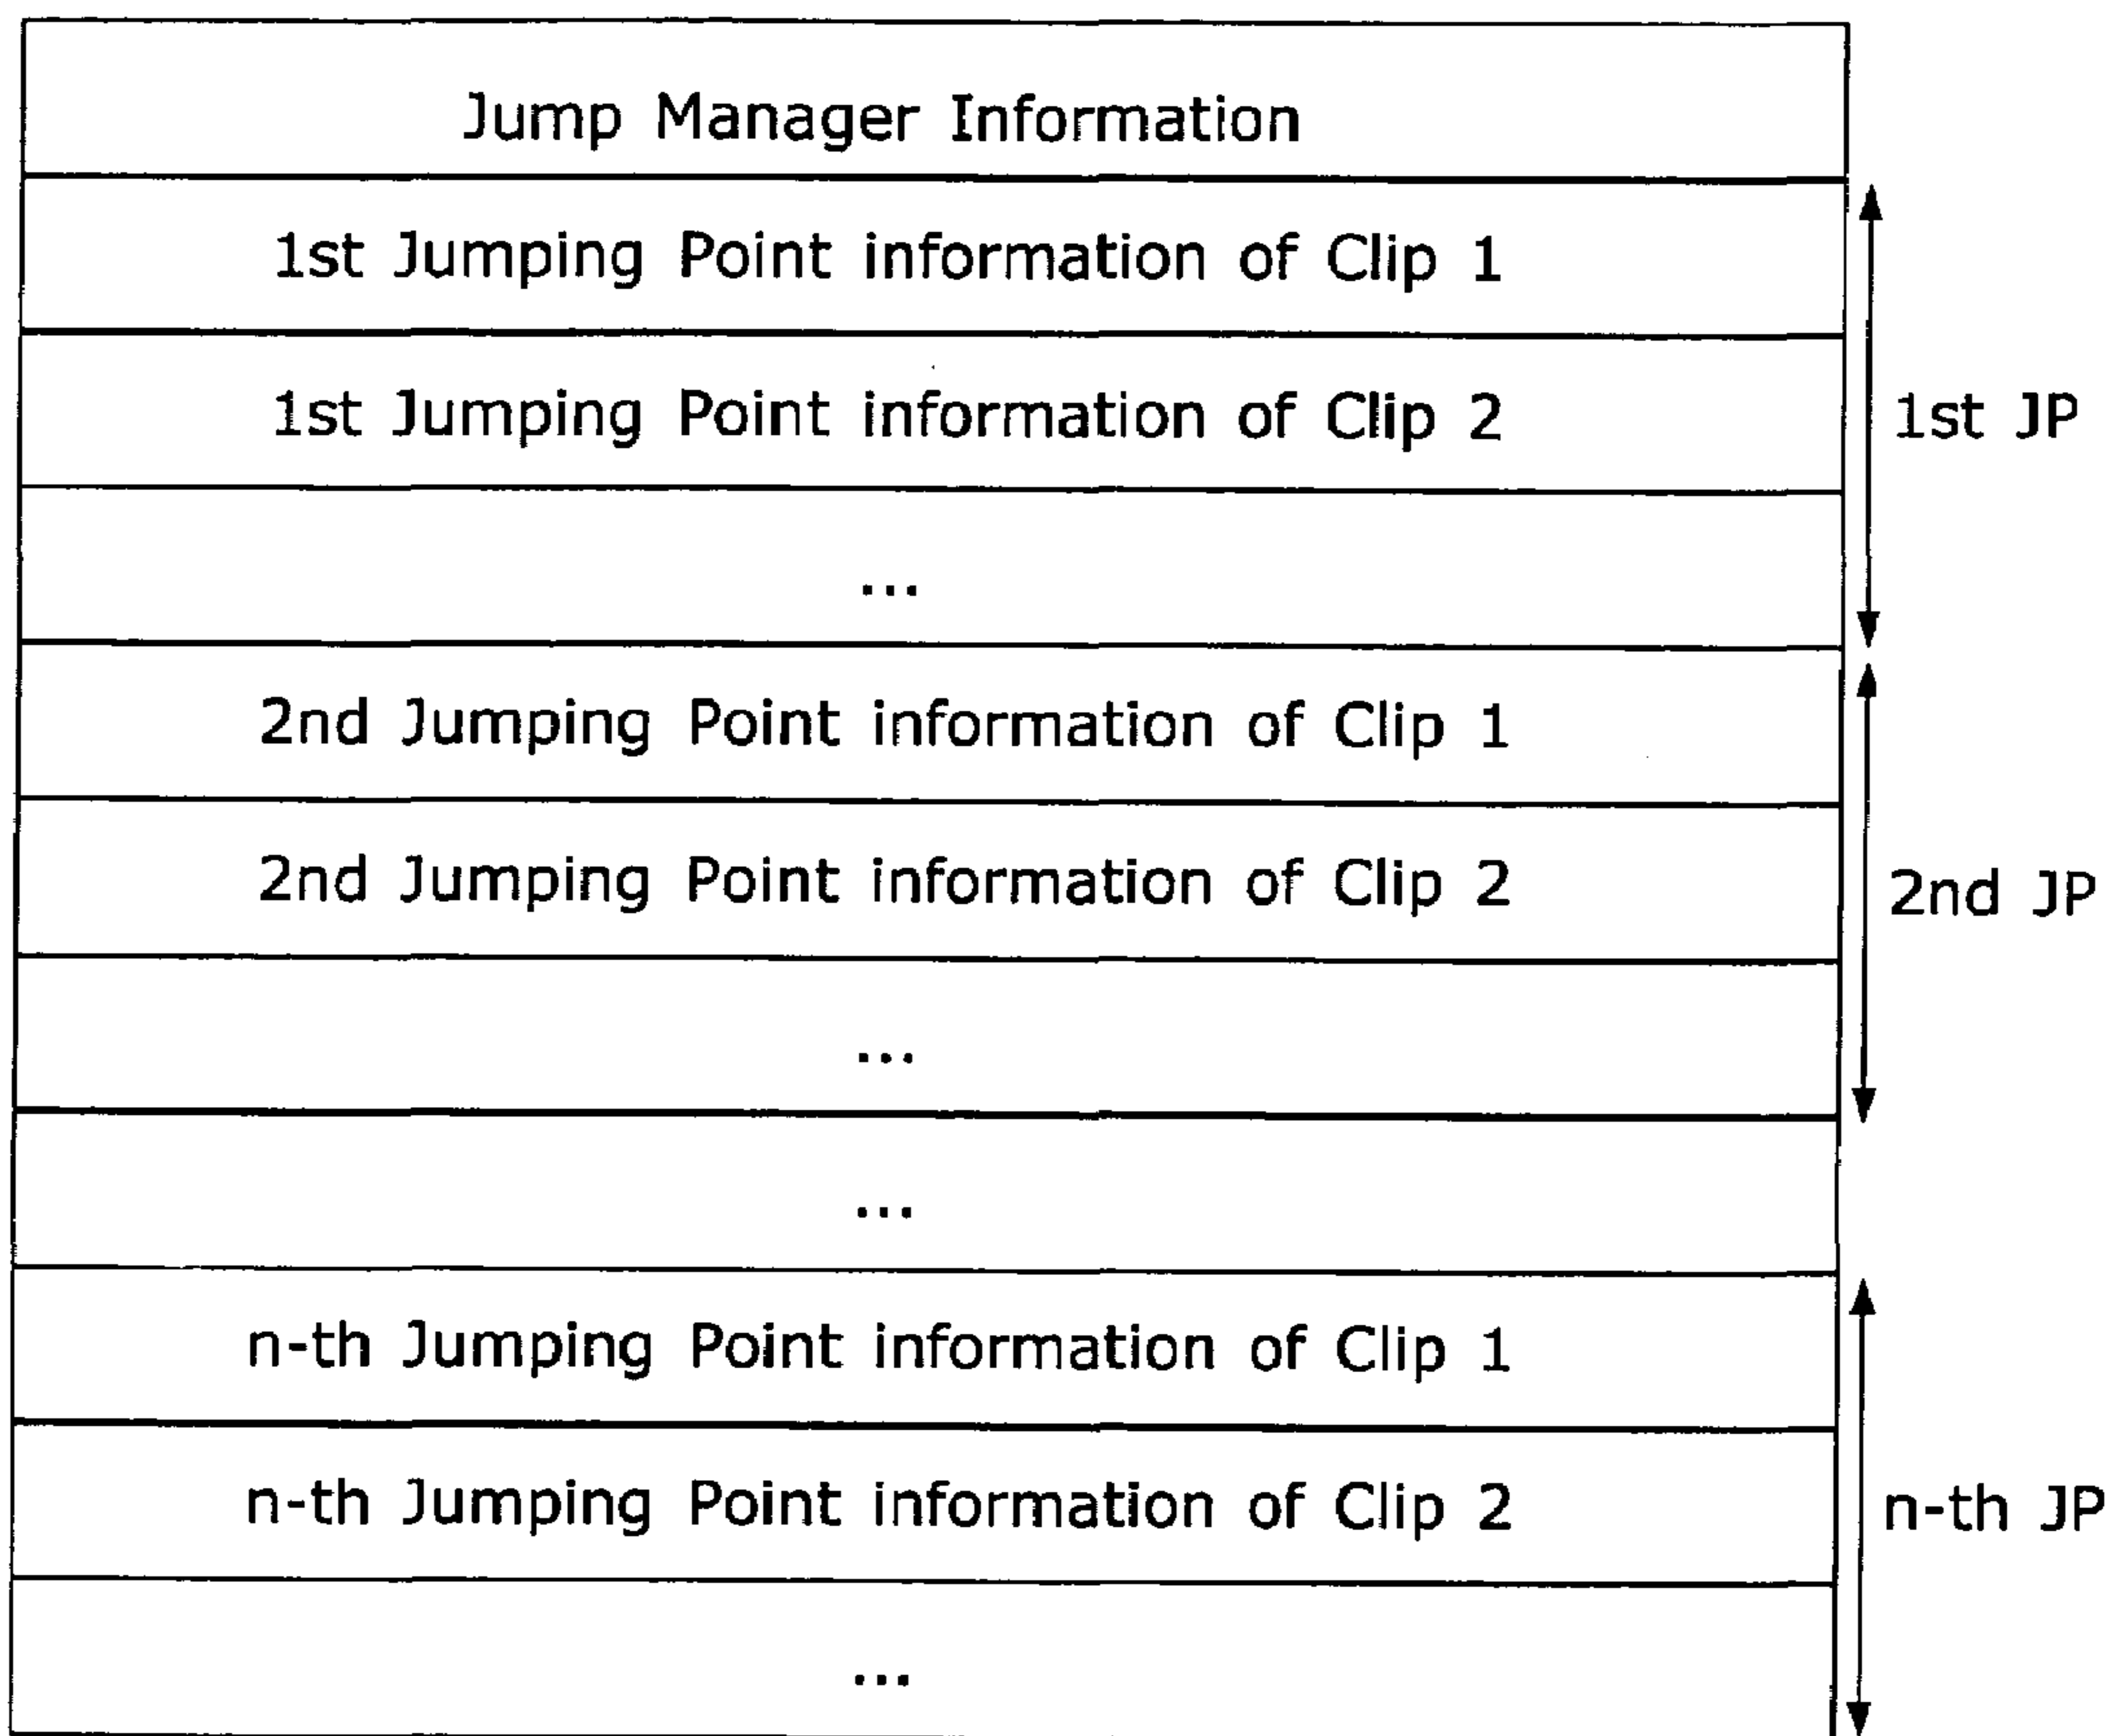 Jump Manager Information
1st Jumping Point information of Clip 1
1st Jumping Point information of Clip 2
1st JP
...
2nd Jumping Point information of Clip 1
2nd Jumping Point information of Clip 2
2nd JP
...
...
n-th Jumping Point information of Clip 1
n-th Jumping Point information of Clip 2
n-th JP
...